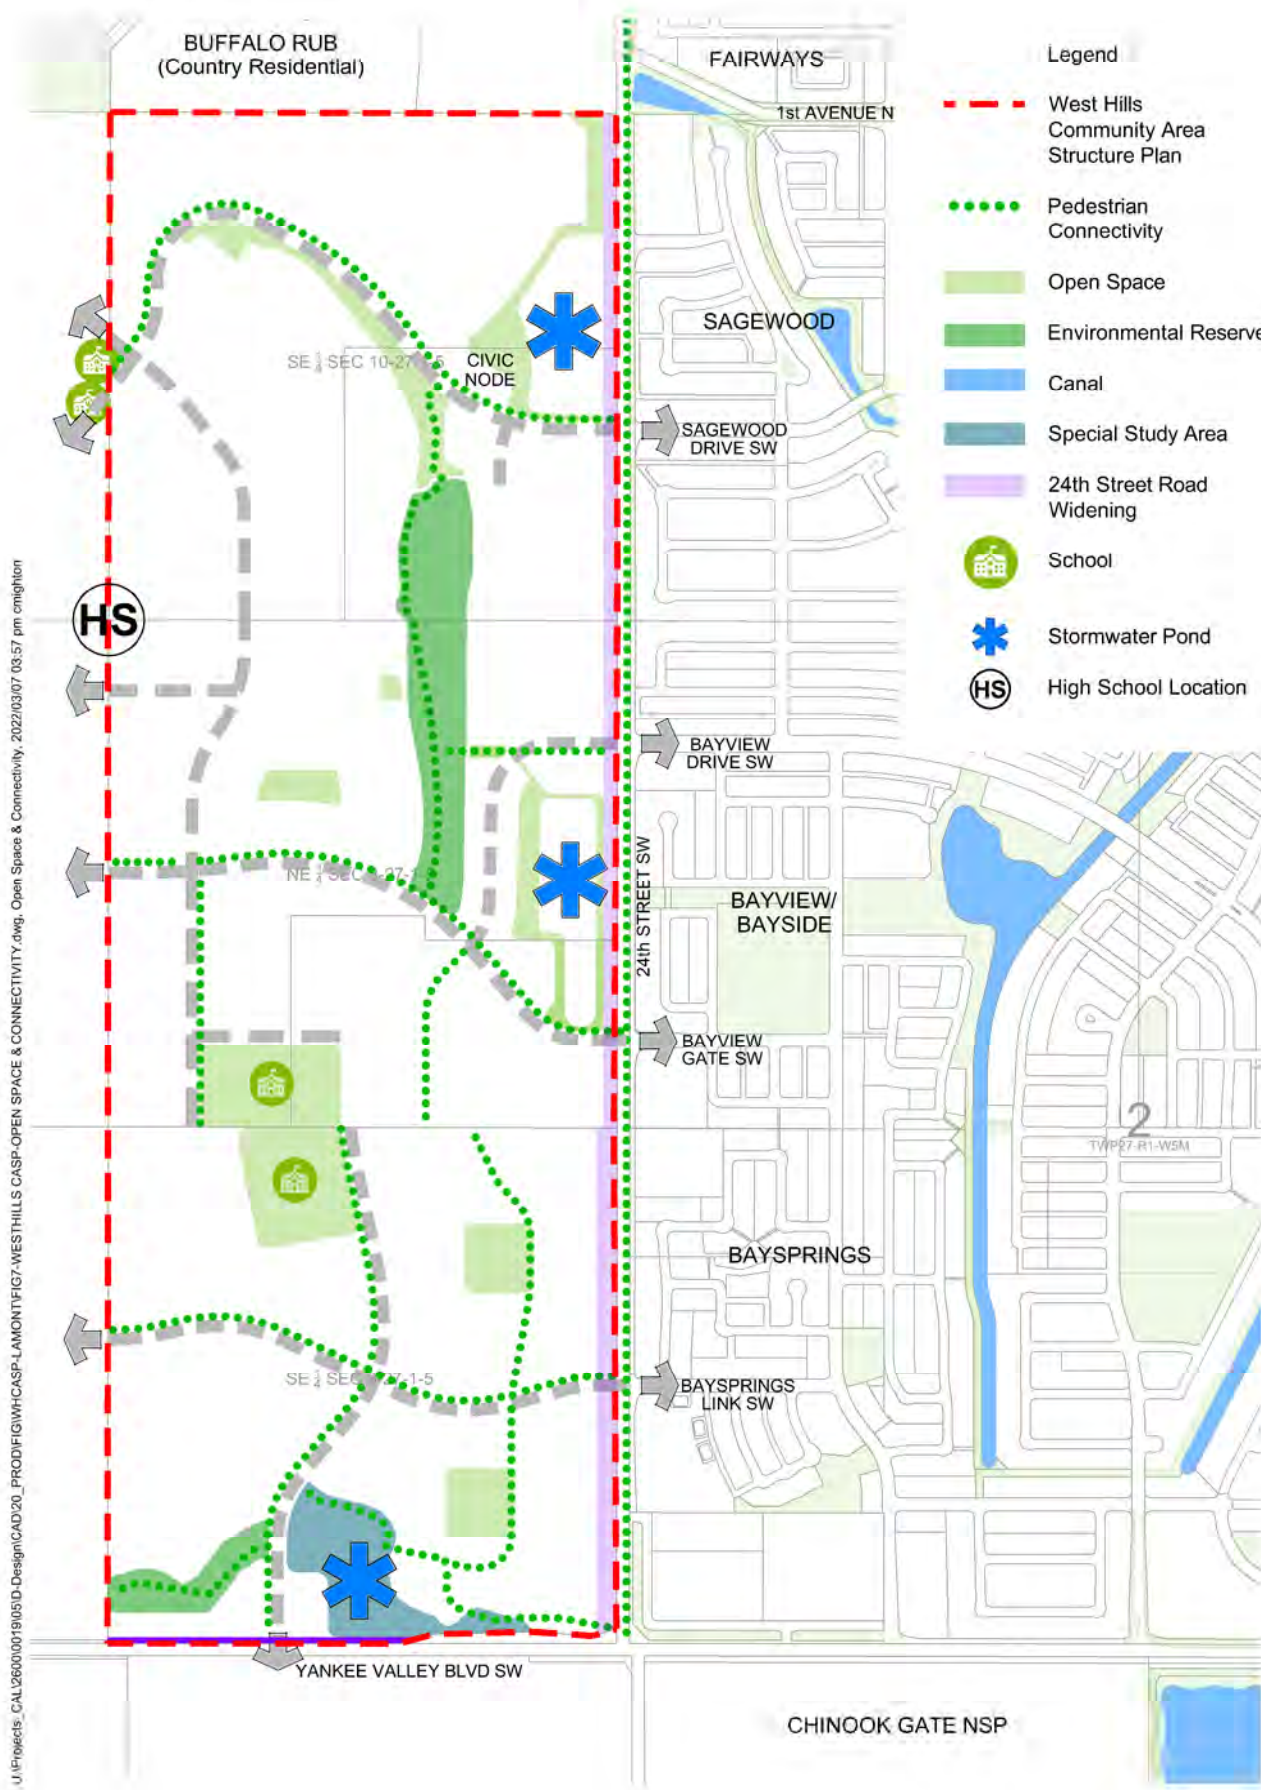 BUFFALO RUB
(Country Residential)
FAIRWAYS
1st AVENUE N
Legend
West Hills
Community Area
Structure Plan
Pedestrian
Connectivity
Open Space
Environmental Reserve
Canal
Special Study Area
24th Street Road
Widening
School
Stormwater Pond
HS
High School Location
SAGEWOOD
CIVIC
NODE
SAGEWOOD
DRIVE SW
HS
BAYVIEW
DRIVE SW
24th STREET SW
BAYVIEW/
BAYSIDE
BAYVIEW
GATE SW
2
TWP27-R1-W5M
BAYSPRINGS
BAYSPRINGS
LINK SW
YANKEE VALLEY BLVD SW
CHINOOK GATE NSP